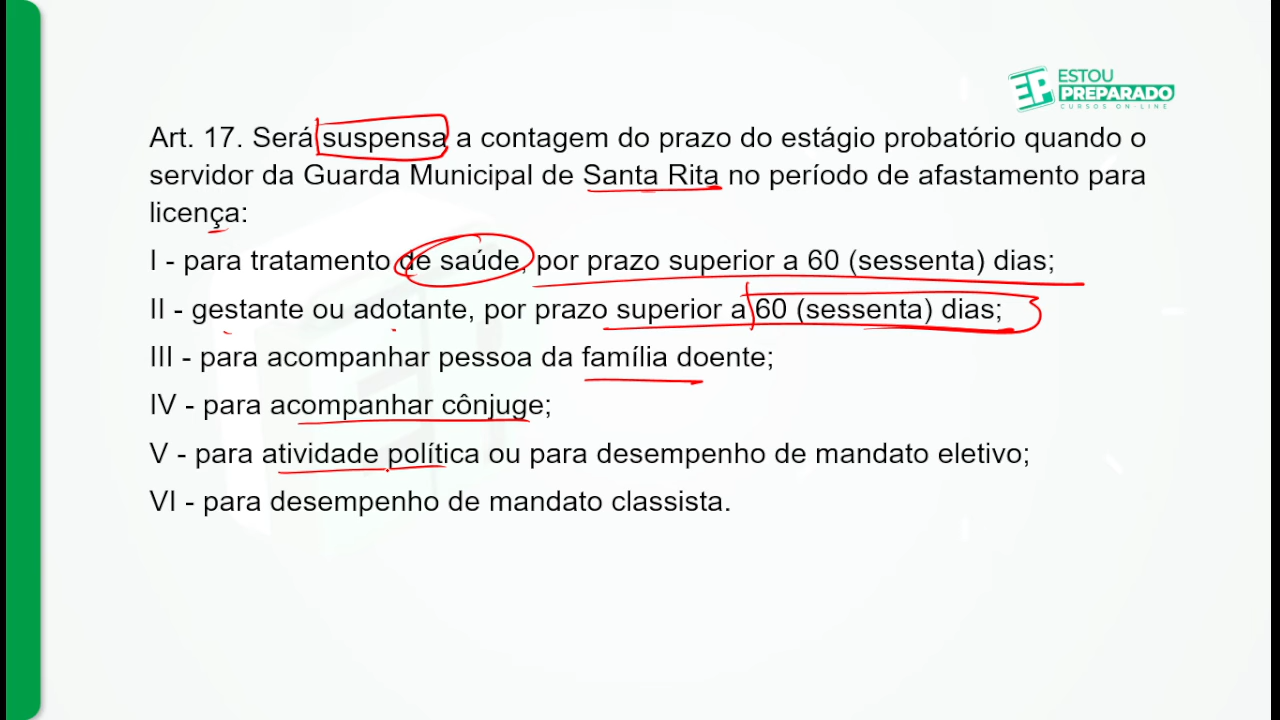 ESTOU
PREPARADO
CURSOS ON-LINE
Art. 17. Será suspensa a contagem do prazo do estágio probatório quando o
servidor da Guarda Municipal de Santa Rita no período de afastamento para
licença:
I - para tratamento de saúde, por prazo superior a 60 (sessenta) dias;
II - gestante ou adotante, por prazo superior a 60 (sessenta) dias;
III - para acompanhar pessoa da família doente;
IV - para acompanhar cônjuge;
V - para atividade política ou para desempenho de mandato eletivo;
VI - para desempenho de mandato classista.